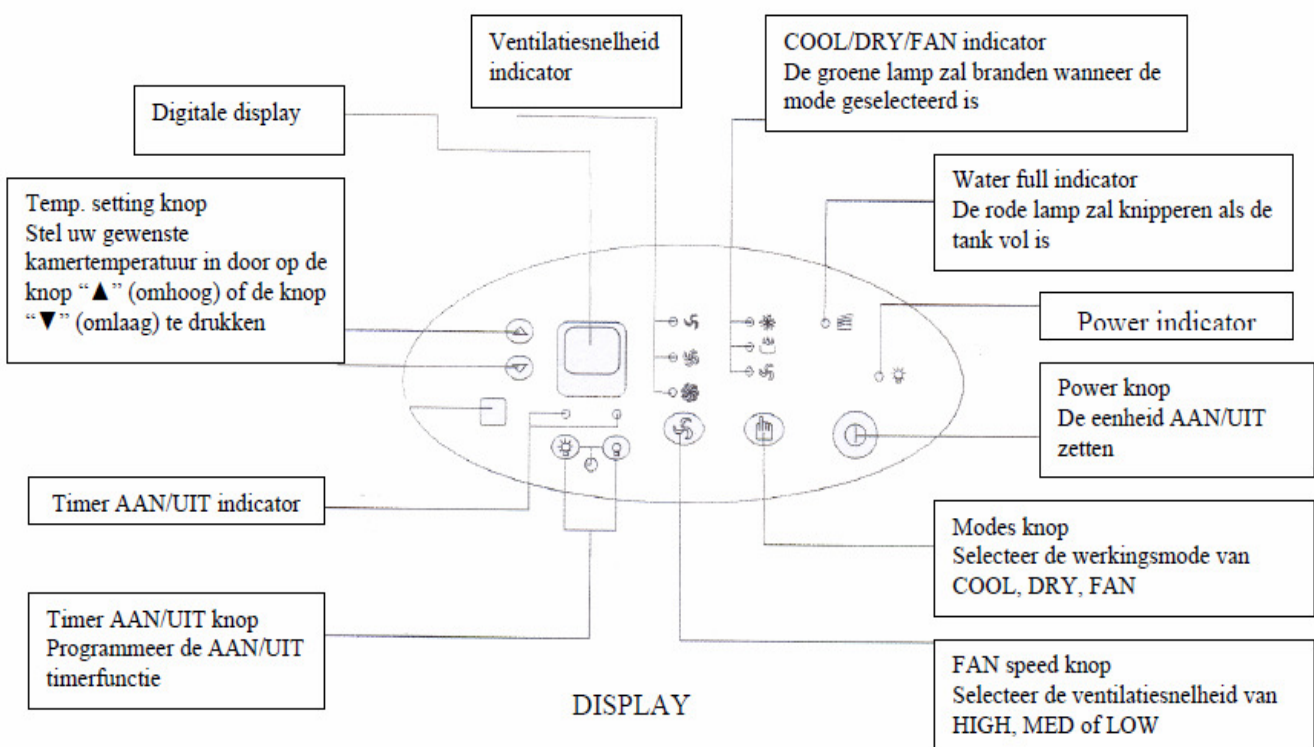 Ventilatiesnelheid
indicator
COOL/DRY/FAN indicator
De groene lamp zal branden wanneer de
mode geselecteerd is
Digitale display
Water full indicator
De rode lamp zal knipperen als de
tank vol is
Temp. setting knop
Stel uw gewenste
kamertemperatuur in door op de
knop “▲” (omhoog) of de knop
“▼” (omlaag) te drukken
Power indicator
Power knop
De eenheid AAN/UIT
zetten
Timer AAN/UIT indicator
Modes knop
Selecteer de werkingsmode van
COOL, DRY, FAN
Timer AAN/UIT knop
Programmeer de AAN/UIT
timerfunctie
FAN speed knop
Selecteer de ventilatiesnelheid van
HIGH, MED of LOW
DISPLAY